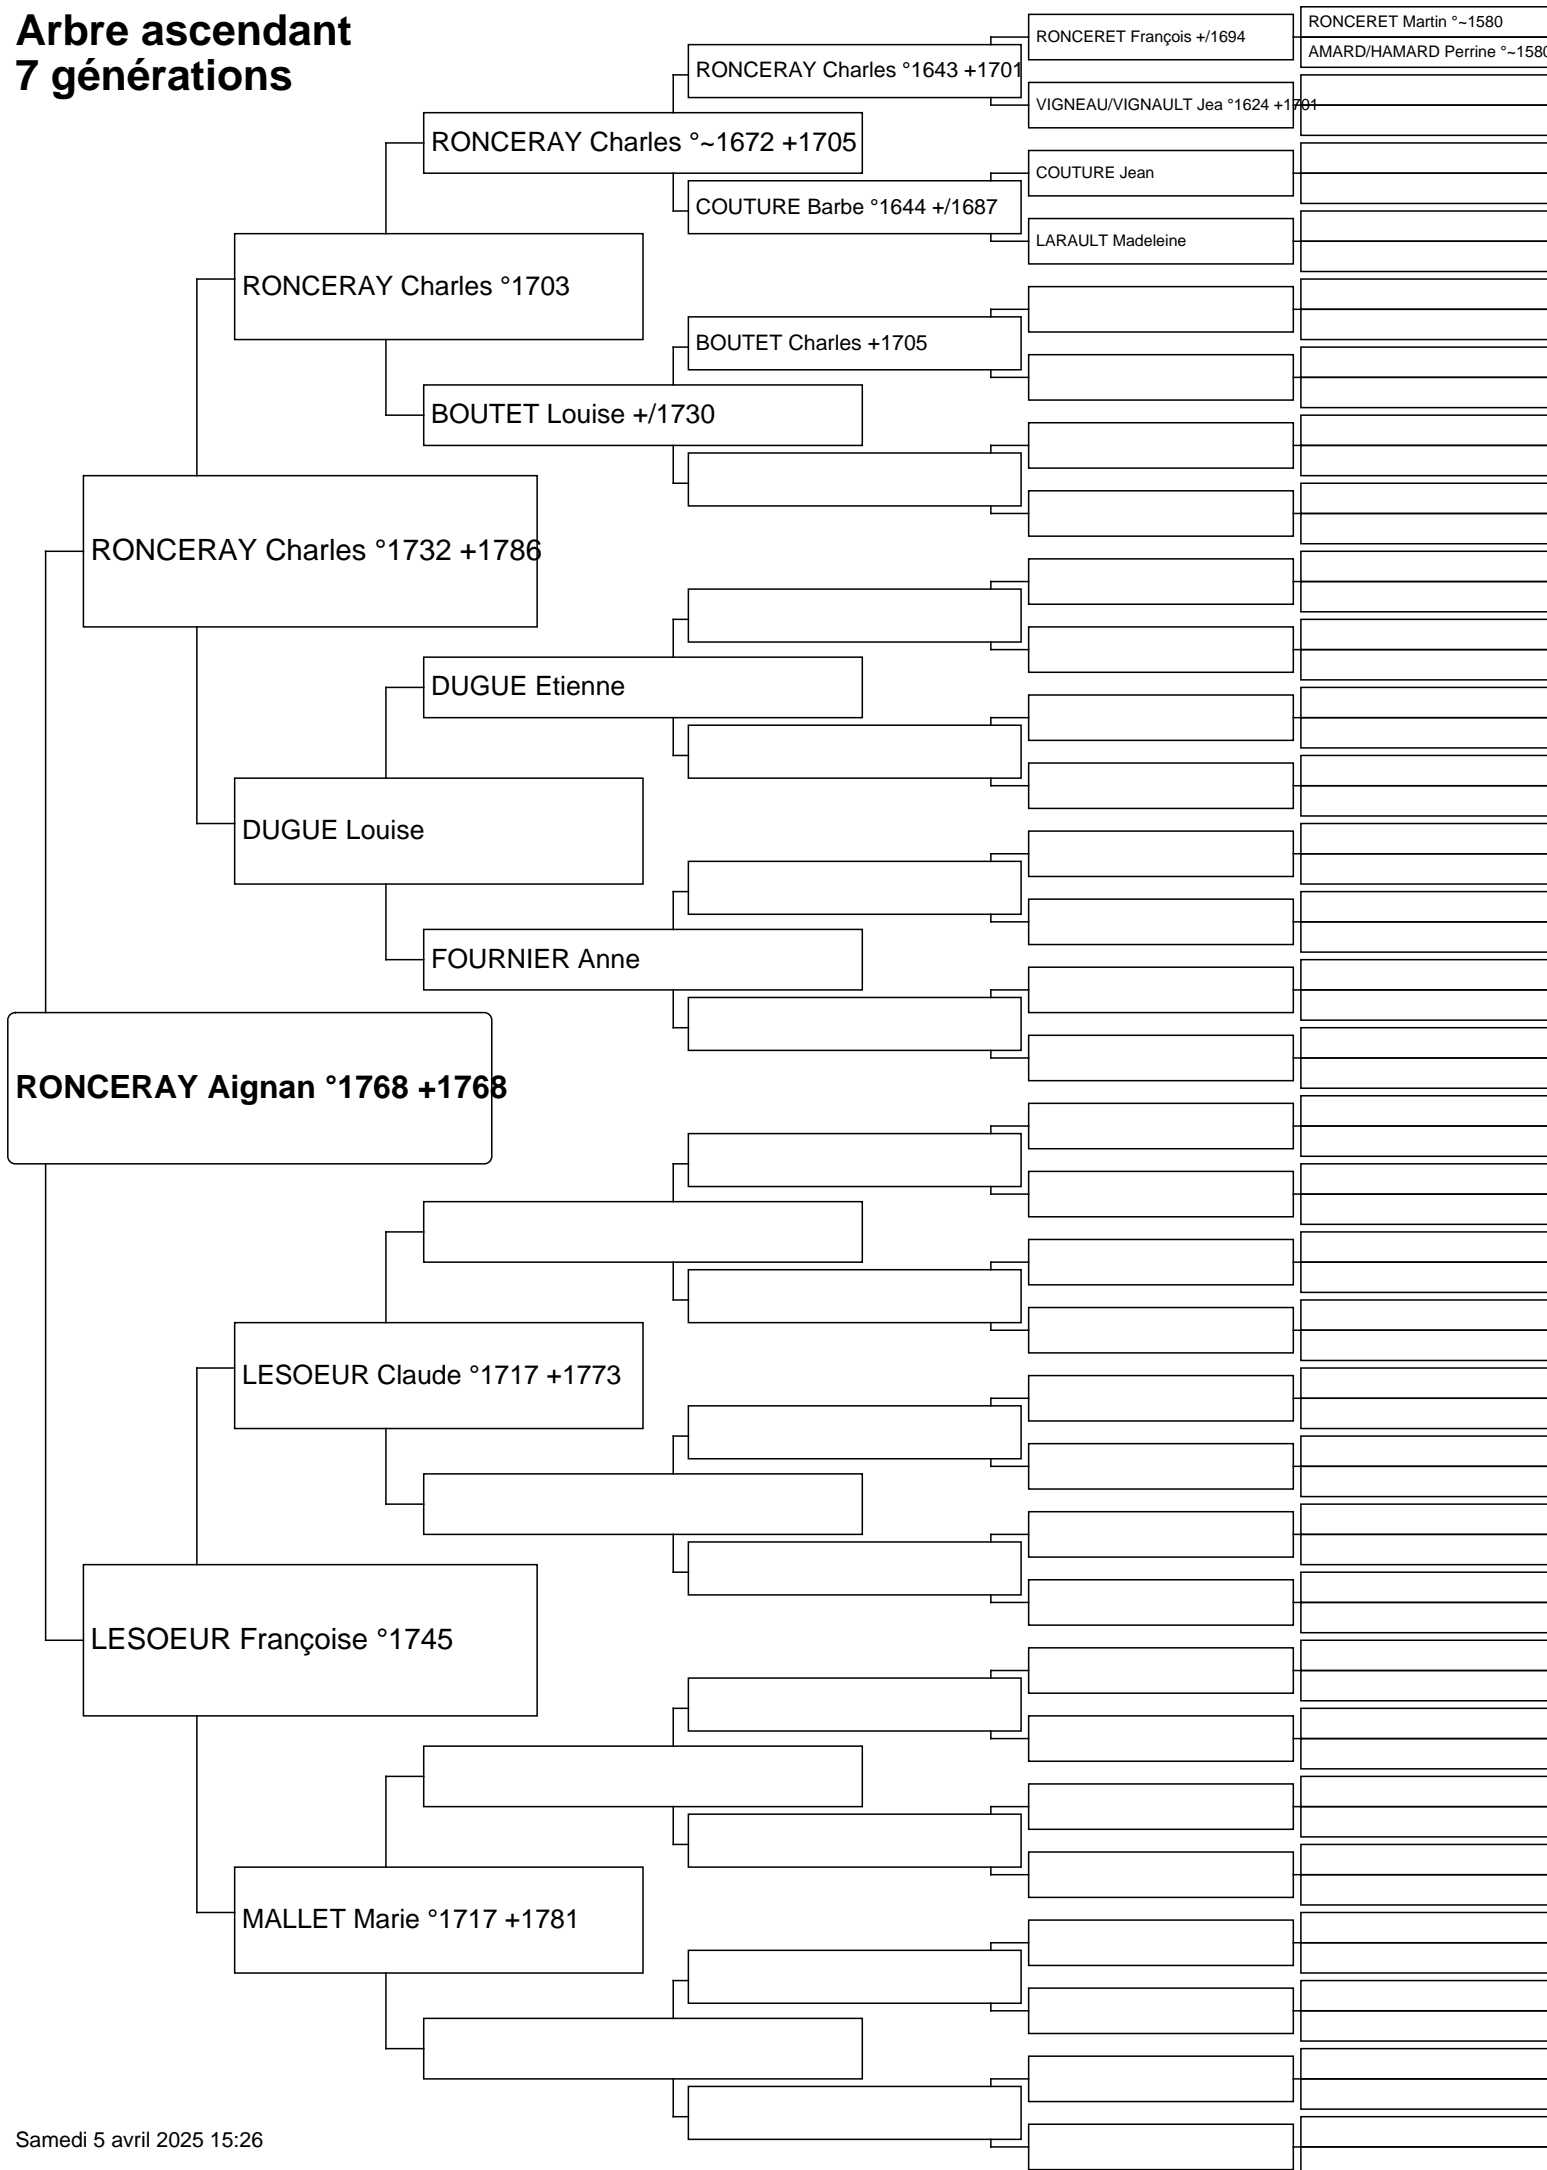 Arbre ascendant
7 générations
RONCERET Martin °~1580
RONCERET François +/1694
AMARD/HAMARD Perrine °~1580
RONCERAY Charles °1643 +1701
VIGNEAU/VIGNAULT Jea °1624 +1701
RONCERAY Charles °~1672 +1705
COUTURE Jean
COUTURE Barbe °1644 +/1687
LARAULT Madeleine
RONCERAY Charles °1703
BOUTET Charles +1705
BOUTET Louise +/1730
RONCERAY Charles °1732 +1786
DUGUE Etienne
DUGUE Louise
FOURNIER Anne
RONCERAY Aignan °1768 +1768
LESOEUR Claude °1717 +1773
LESOEUR Françoise °1745
MALLET Marie °1717 +1781
Samedi 5 avril 2025 15:26